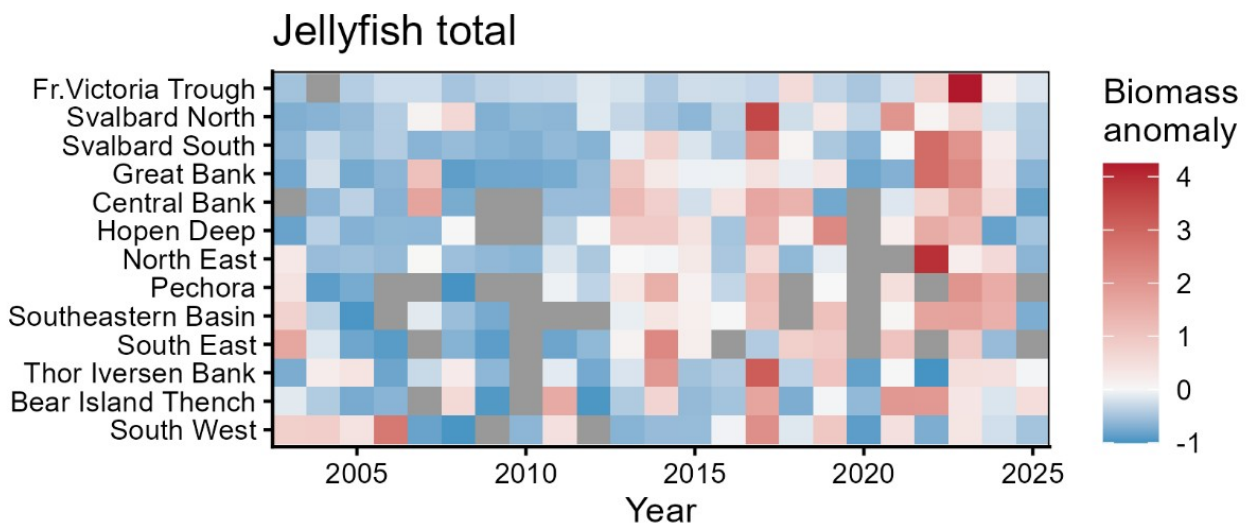 Jellyfish total
Fr.Victoria Trough
Svalbard North
Svalbard South
Great Bank
Central Bank
Hopen Deep
North East
Pechora
Southeastern Basin
South East
Thor Iversen Bank
Bear Island Thench
South West
2005 2010 2015 2020 2025
Year
Biomass
anomaly
4
3
2
1
0
-1